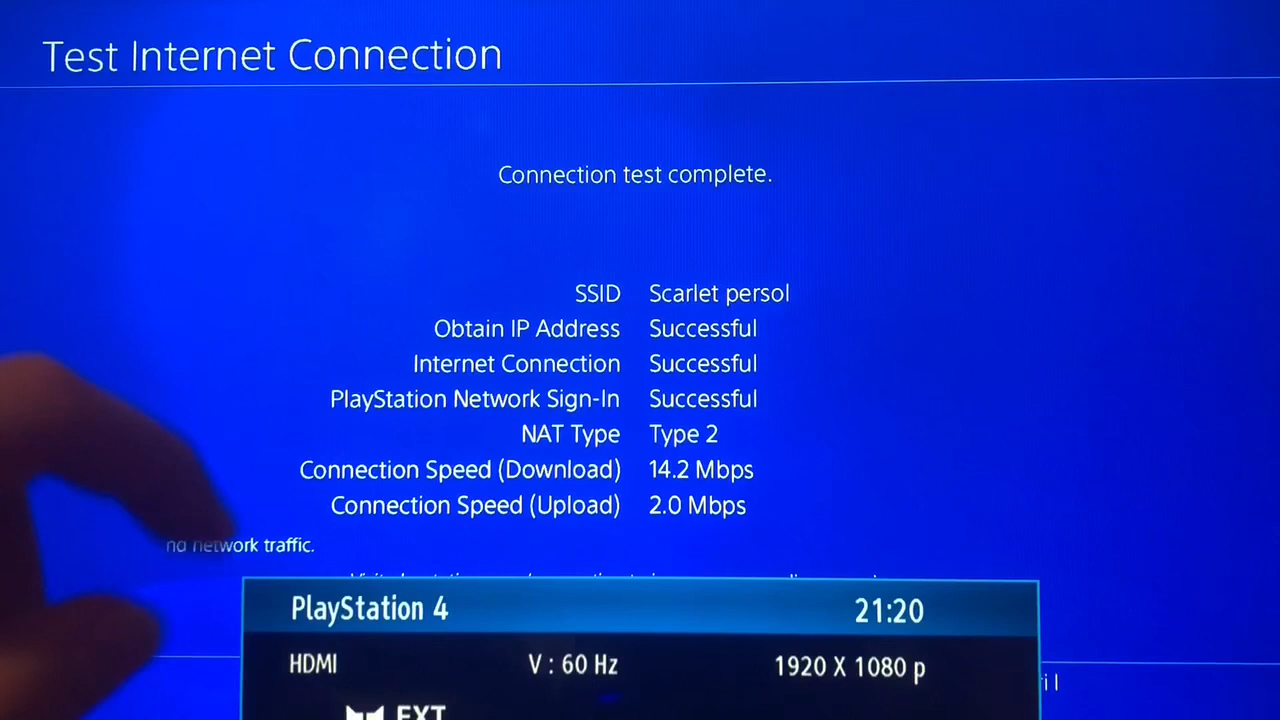 Test Internet Connection
Connection test complete.
SSID Scarlet persol
Obtain IP Address Successful
Internet Connection Successful
PlayStation Network Sign-In Successful
NAT Type Type 2
Connection Speed (Download) 14.2 Mbps
Connection Speed (Upload) 2.0 Mbps
network traffic.
PlayStation 4 21:20
HDMI V : 60 Hz 1920 X 1080 p
EXT